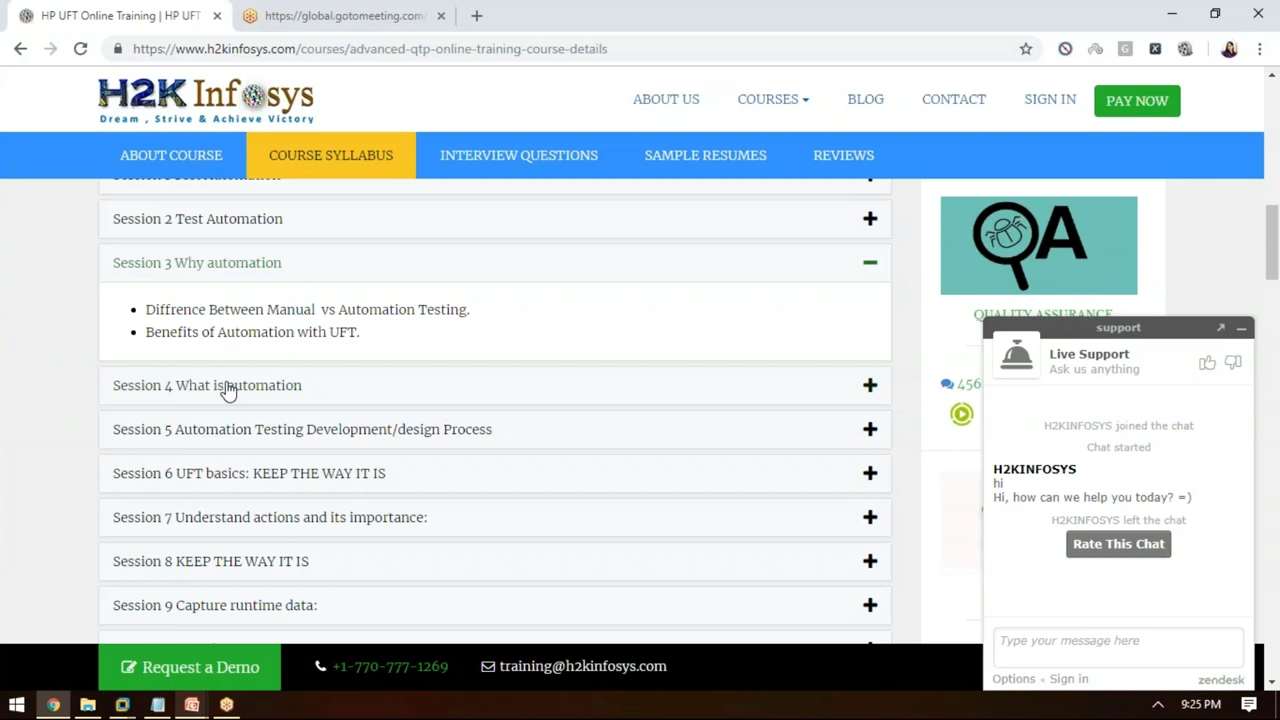 HP UFT Online Training | HP UFT
https://global.gotomeeting.com/
https://www.h2kinfosys.com/courses/advanced-qtp-online-training-course-details
H2K Infosys
Dream , Strive & Achieve Victory
ABOUT US
COURSES
BLOG
CONTACT
SIGN IN
PAY NOW
ABOUT COURSE
COURSE SYLLABUS
INTERVIEW QUESTIONS
SAMPLE RESUMES
REVIEWS
Session 2 Test Automation
Session 3 Why automation
• Diffrence Between Manual vs Automation Testing.
• Benefits of Automation with UFT.
Session 4 What is automation
Session 5 Automation Testing Development/design Process
Session 6 UFT basics: KEEP THE WAY IT IS
Session 7 Understand actions and its importance:
Session 8 KEEP THE WAY IT IS
Session 9 Capture runtime data:
QA
QUALITY ASSURANCE
456
support
Live Support
Ask us anything
H2KINFOSYS joined the chat
Chat started
H2KINFOSYS
hi
Hi, how can we help you today? =)
H2KINFOSYS left the chat
Rate This Chat
Type your message here
Options • Sign in
zendesk
Request a Demo
+1-770-777-1269
training@h2kinfosys.com
9:25 PM